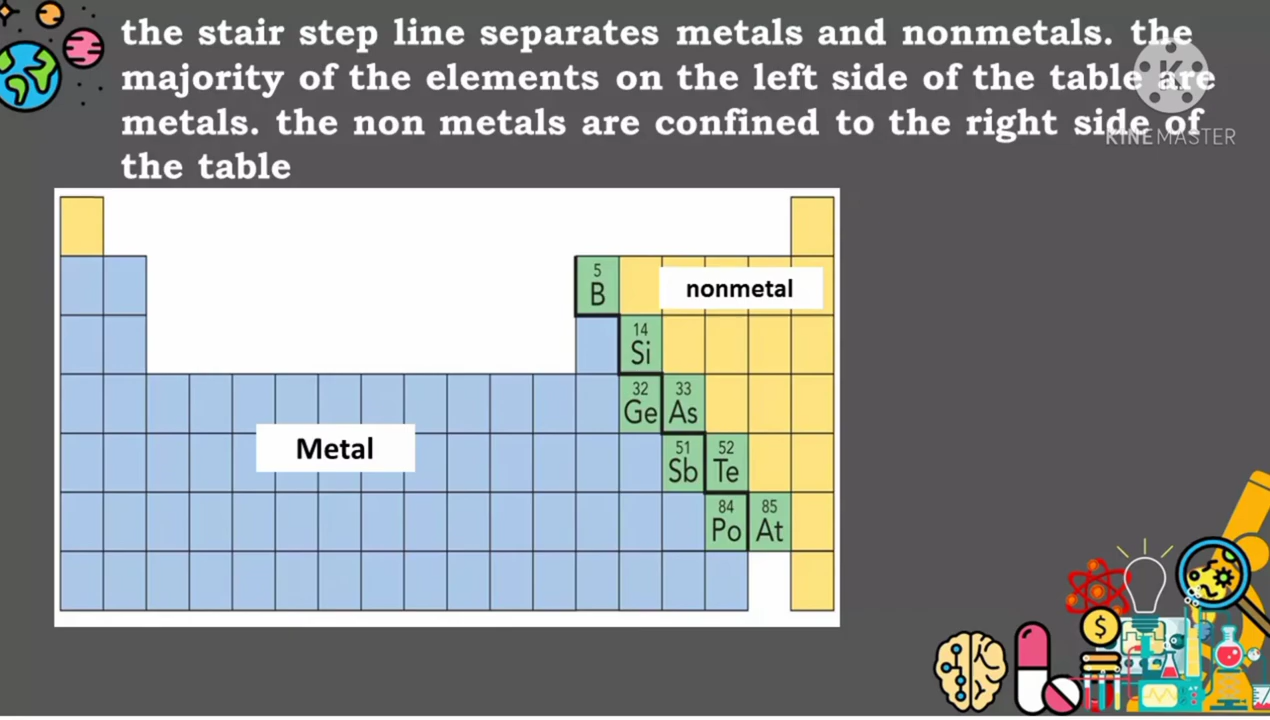 the stair step line separates metals and nonmetals. the
majority of the elements on the left side of the table are
metals. the non metals are confined to the right side of
the table
KINEMASTER
5
B
nonmetal
14
Si
32
Ge
33
As
Metal
51
Sb
52
Te
84
Po
85
At